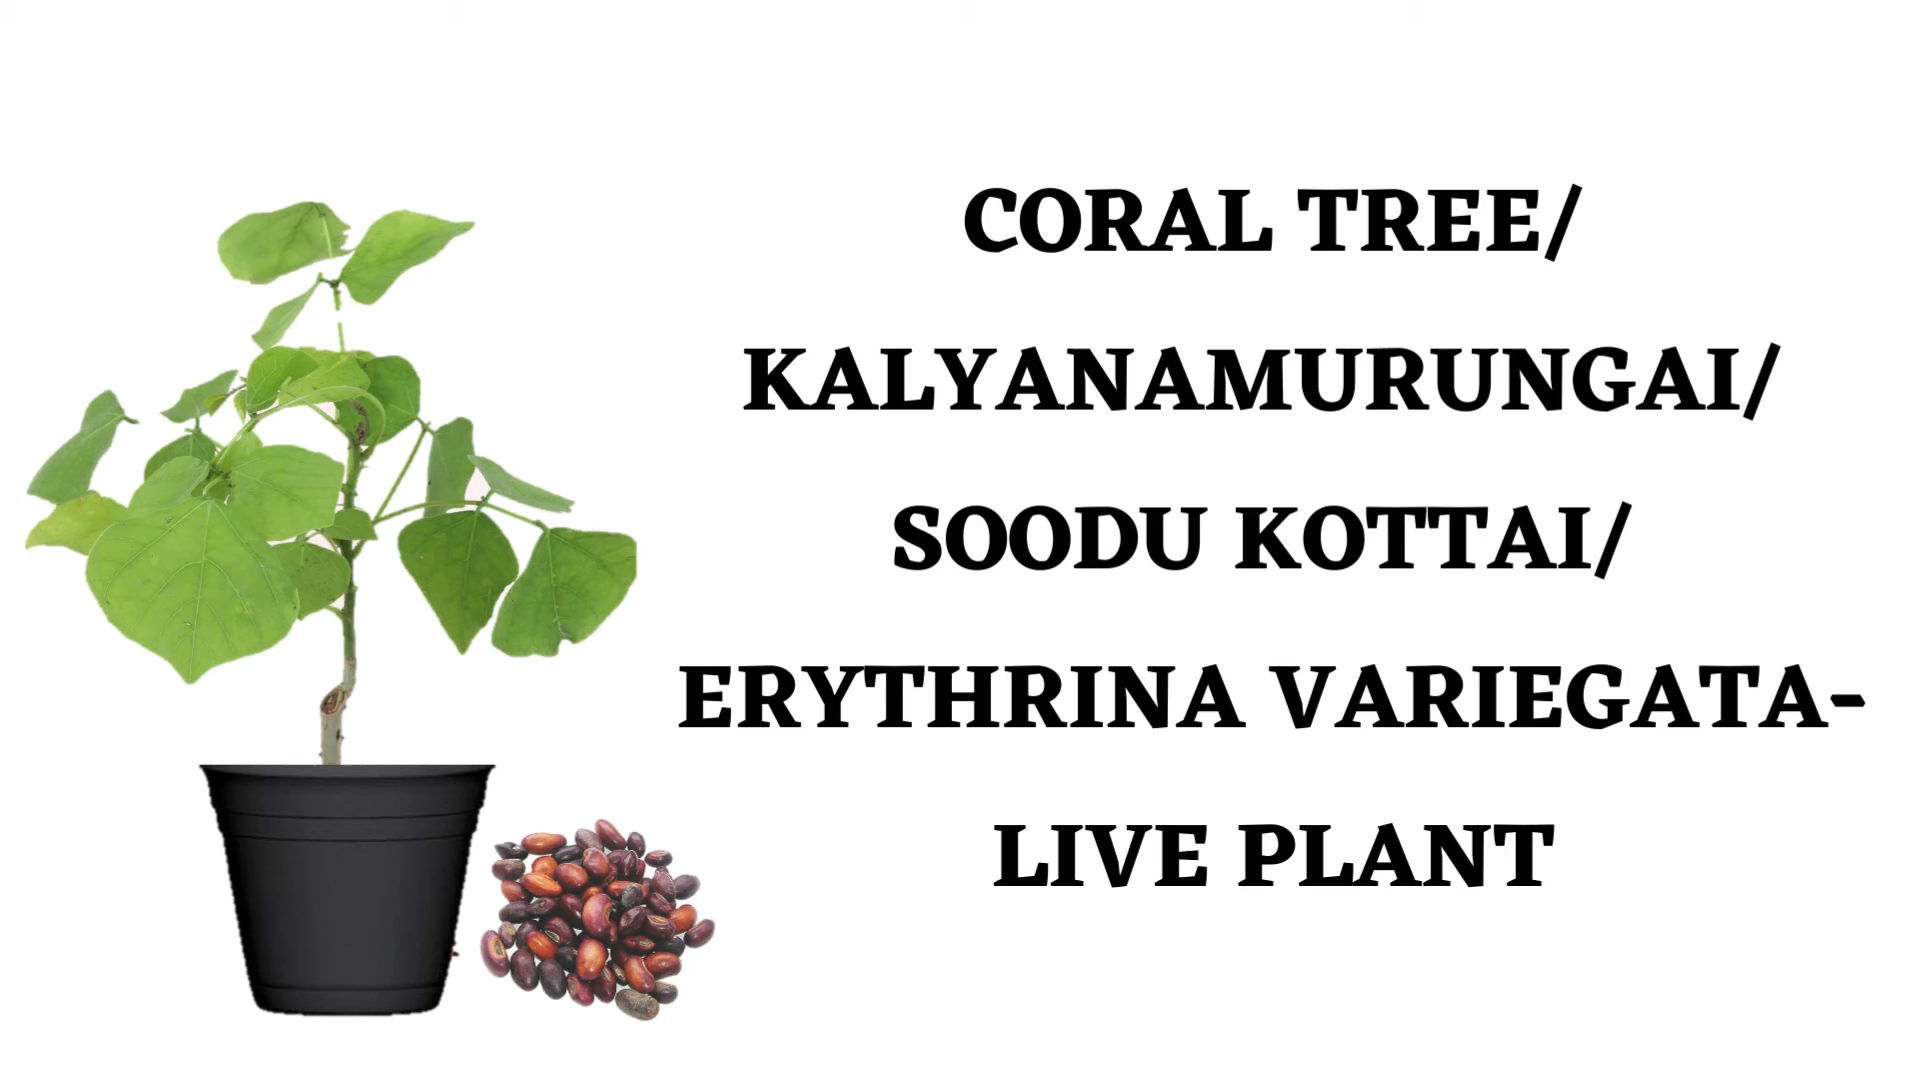 CORAL TREE/
KALYANAMURUNGAI/
SOODU KOTTAI/
ERYTHRINA VARIEGATA-
LIVE PLANT